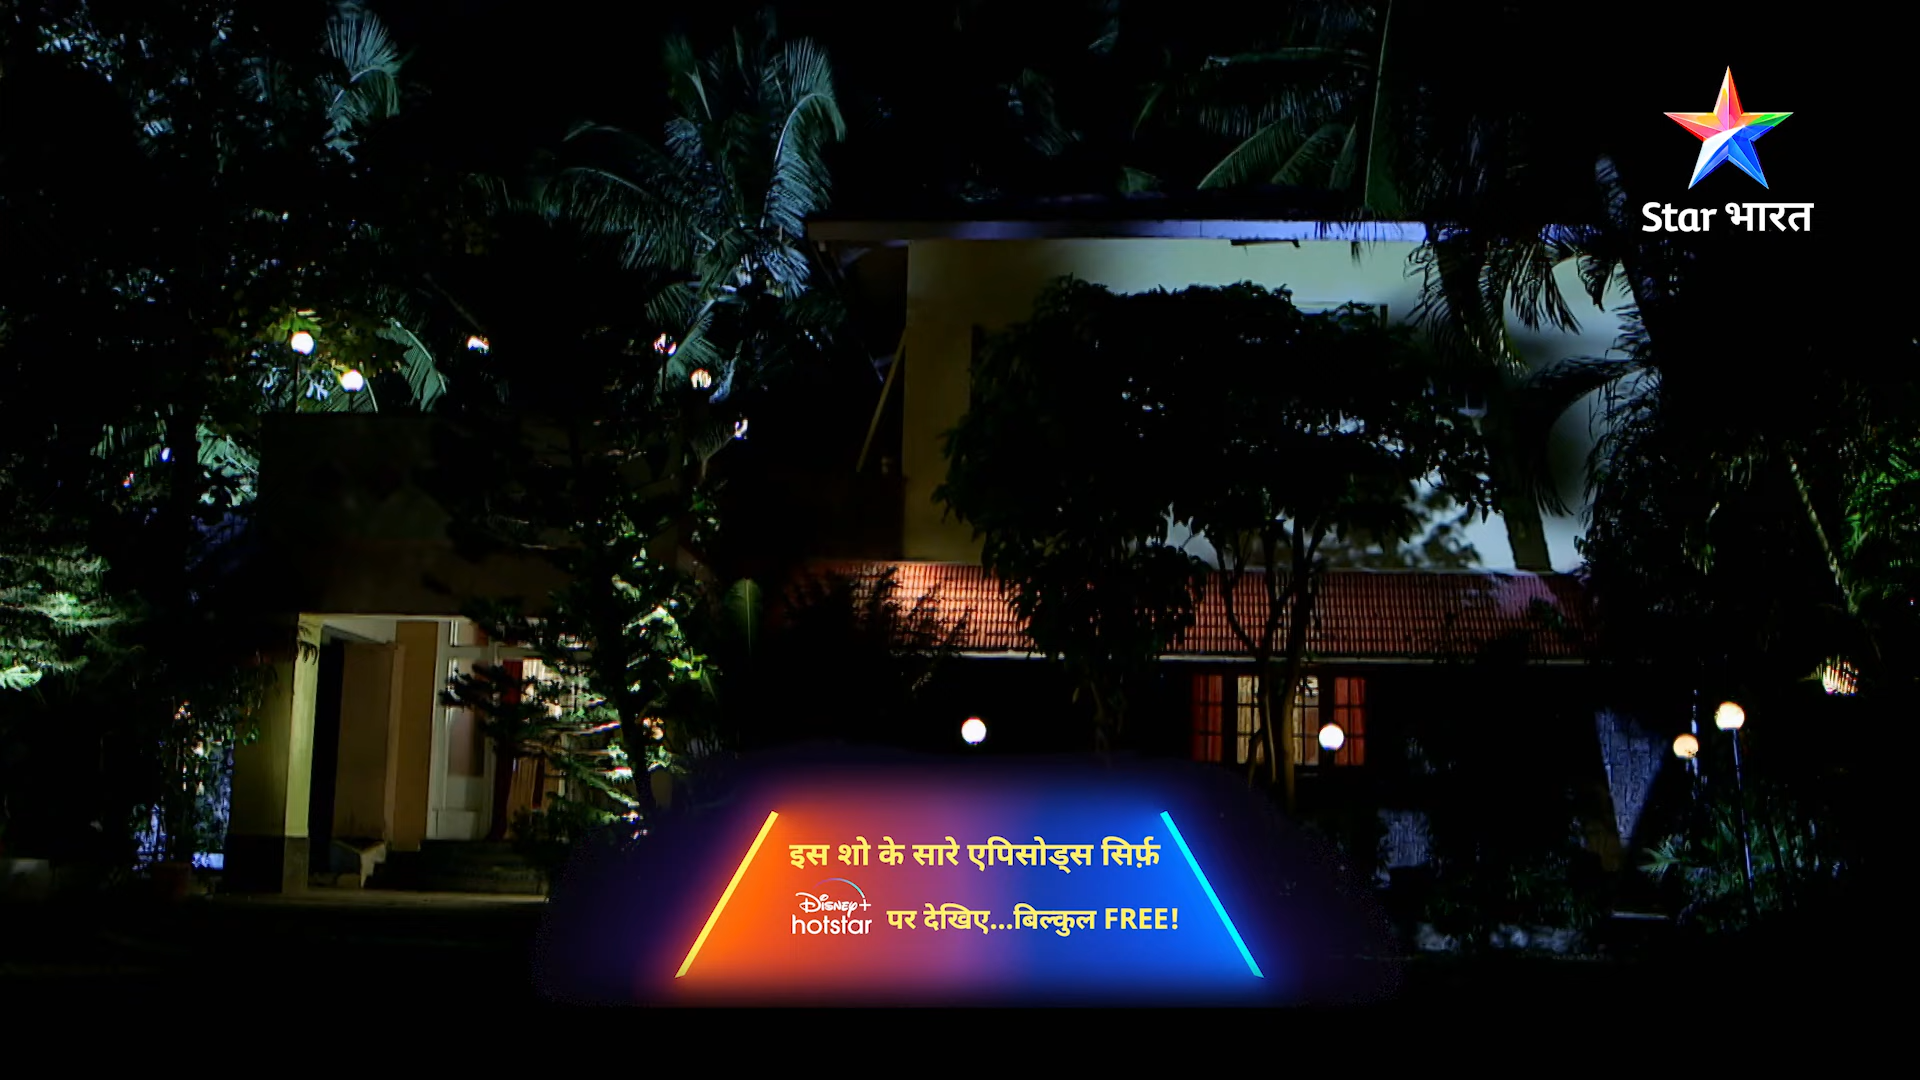 Star भारत
इस शो के सारे एपिसोड्स सिर्फ़
Disney+ hotstar पर देखिए...बिल्कुल FREE!